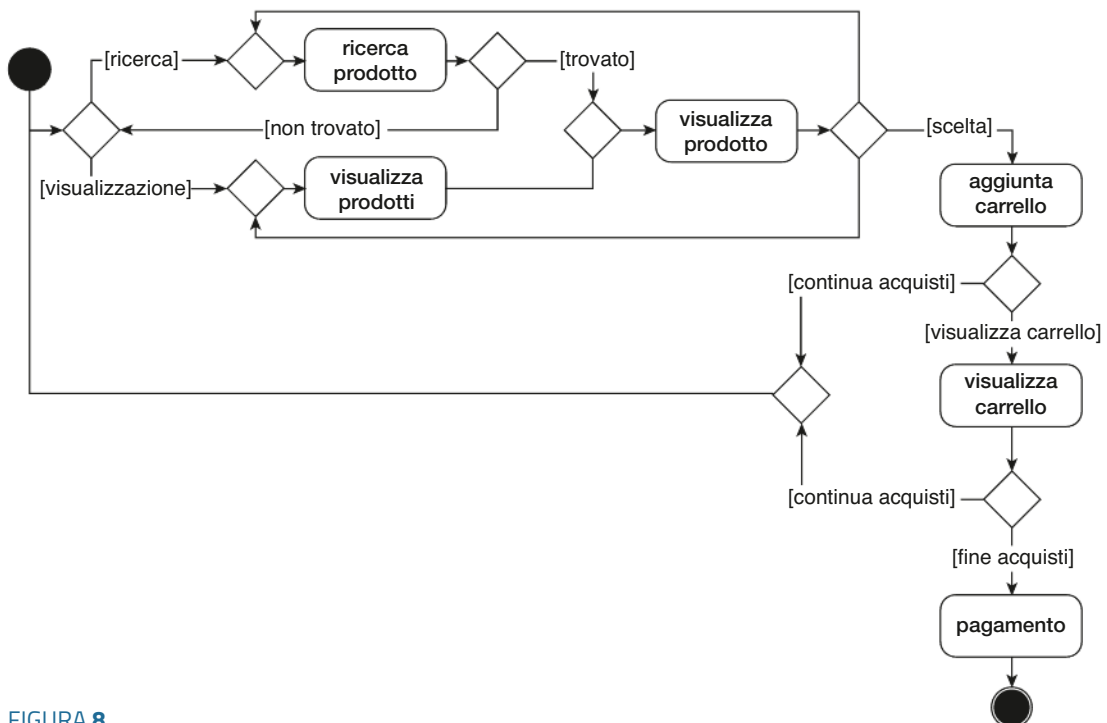 [ricerca]
ricerca
prodotto
[trovato]
[non trovato]
visualizza
prodotto
[scelta]
[visualizzazione]
visualizza
prodotti
aggiunta
carrello
[continua acquisti]
[visualizza carrello]
visualizza
carrello
[continua acquisti]
[fine acquisti]
pagamento
FIGURA 8